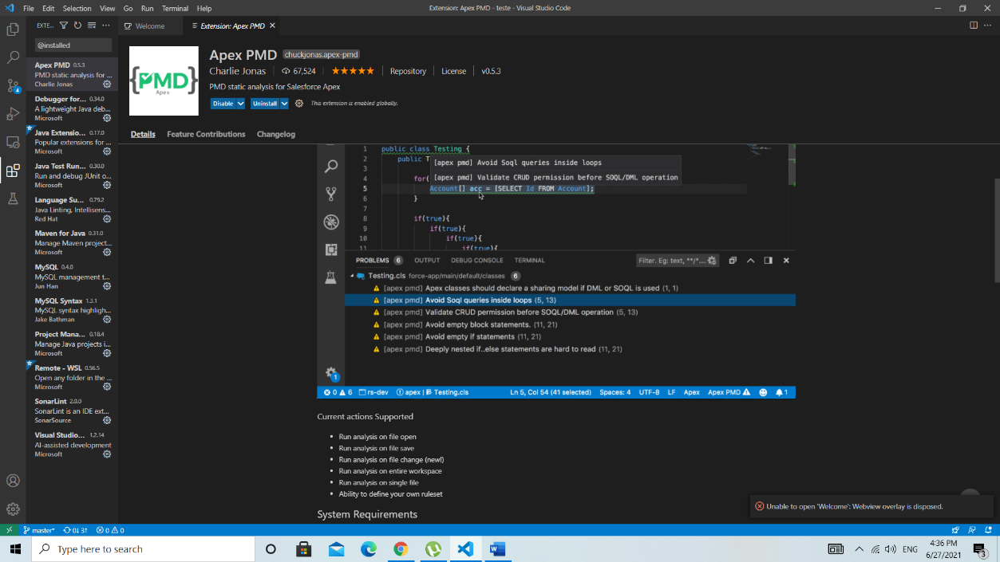 File Edit Selection View Go Run Terminal Help
Extension: Apex PMD - teste - Visual Studio Code
EXTE...
Welcome
Extension: Apex PMD
@installed
Apex PMD 0.5.3
PMD static analysis for ...
Charlie Jonas
Debugger for... 0.34.0
A lightweight Java deb...
Microsoft
Java Extensio... 0.17.0
Popular extensions for ...
Microsoft
Java Test Run... 0.30.0
Run and debug JUnit o...
Microsoft
Language Su... 0.79.2
Java Linting, Intellisens...
Red Hat
Maven for Java 0.31.0
Manage Maven project...
Microsoft
MySQL 0.4.0
MySQL management t...
Jun Han
MySQL Syntax 1.3.1
MySQL syntax highligh...
Jake Bathman
Project Mana... 0.18.4
Manage Java projects i...
Microsoft
Remote - WSL 0.56.5
Open any folder in the ...
Microsoft
SonarLint 2.0.0
SonarLint is an IDE ext...
SonarSource
Visual Studio... 1.2.14
AI-assisted development
Microsoft
4
{PMD}
Apex
Apex PMD chuckjonas.apex-pmd
Charlie Jonas 67,524 Repository License v0.5.3
PMD static analysis for Salesforce Apex
Disable Uninstall This extension is enabled globally.
Details Feature Contributions Changelog
1 public class Testing {
2 public T
[apex pmd] Avoid Soql queries inside loops
3
[apex pmd] Validate CRUD permission before SOQL/DML operation
4 for(
5 Account[] acc = [SELECT Id FROM Account];
6 }
7
8 if(true){
9 if(true){
10 if(true){
11 if(true){
PROBLEMS 6 OUTPUT DEBUG CONSOLE TERMINAL Filter. Eg: text, **/*....
Testing.cls force-app/main/default/classes 6
[apex pmd] Apex classes should declare a sharing model if DML or SOQL is used (1, 1)
[apex pmd] Avoid Soql queries inside loops (5, 13)
[apex pmd] Validate CRUD permission before SOQL/DML operation (5, 13)
[apex pmd] Avoid empty block statements. (11, 21)
[apex pmd] Avoid empty if statements (11, 21)
[apex pmd] Deeply nested if..else statements are hard to read (11, 21)
1
0 6 rs-dev apex | Testing.cls Ln 5, Col 54 (41 selected) Spaces: 4 UTF-8 LF Apex Apex PMD 1
Current actions Supported
• Run analysis on file open
• Run analysis on file save
• Run analysis on file change (new!)
• Run analysis on entire workspace
• Run analysis on single file
• Ability to define your own ruleset
System Requirements
Unable to open 'Welcome': Webview overlay is disposed.
master* 0↓ 3↑ 0 0
Type here to search
ENG
4:36 PM
6/27/2021
3